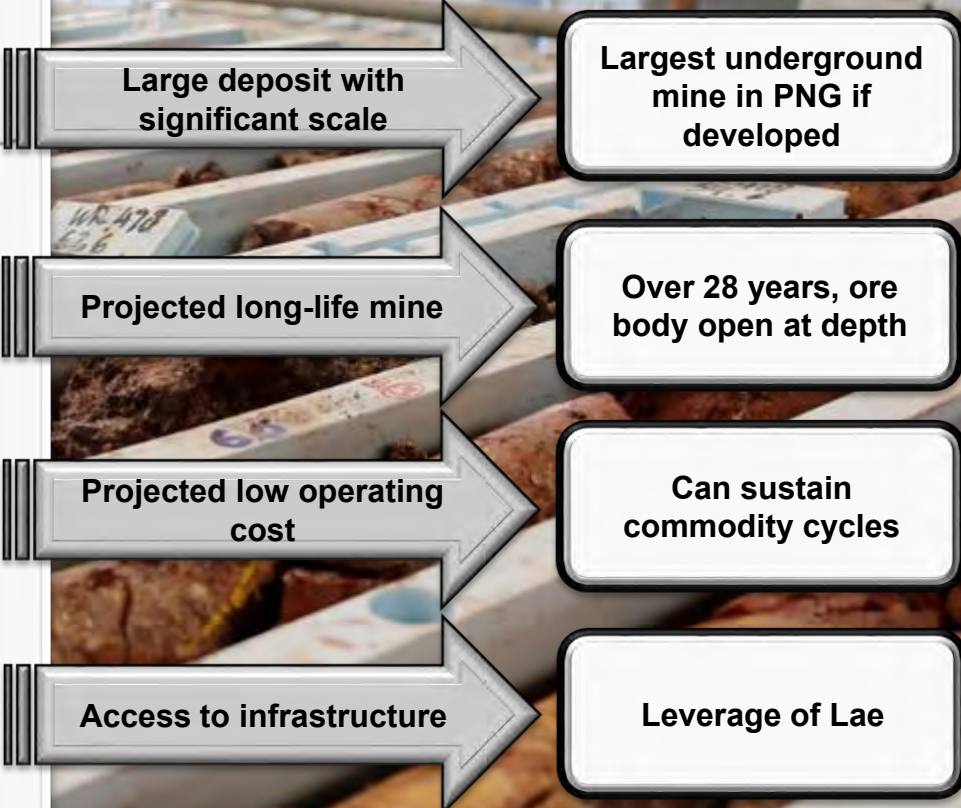 Large deposit with
significant scale
Largest underground
mine in PNG if
developed
WR 478
Projected long-life mine
Over 28 years, ore
body open at depth
Projected low operating
cost
Can sustain
commodity cycles
Access to infrastructure
Leverage of Lae